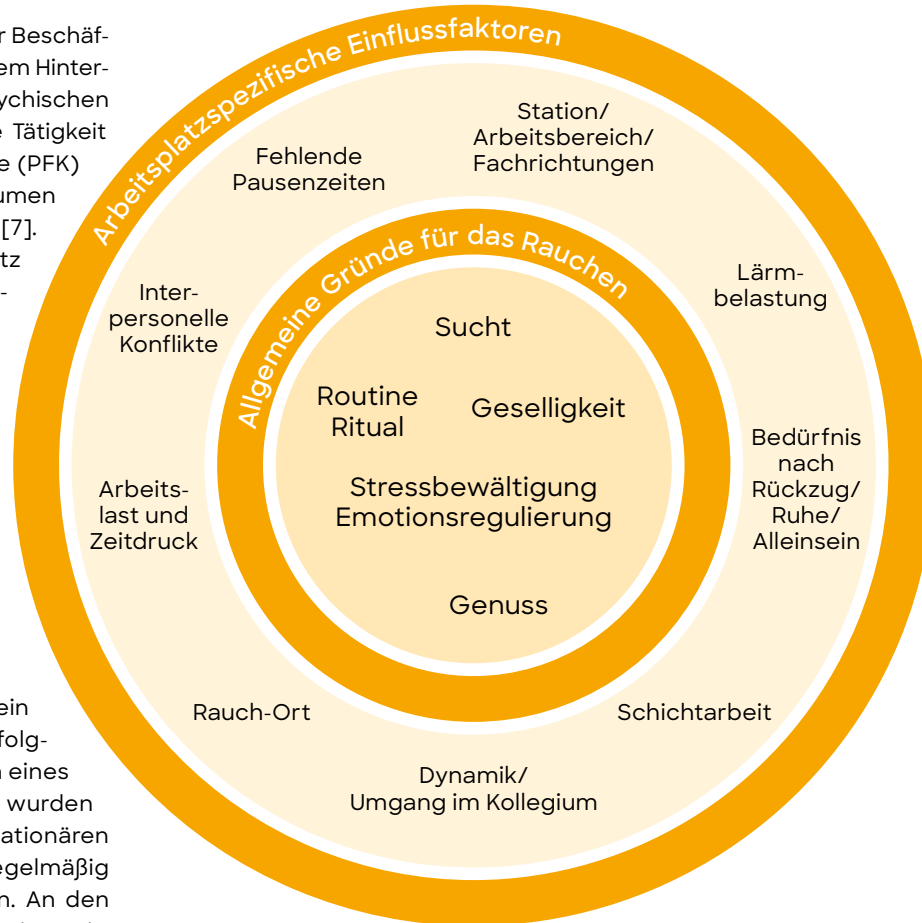 r Beschäf-
em Hinter-
ychischen
e Tätigkeit
e (PFK)
umen
[7].
tz
-
ein
folg-
eines
wurden
ationären
egelmäßig
n. An den
Arbeitsplatzspezifische Einflussfaktoren
Station/
Arbeitsbereich/
Fachrichtungen
Fehlende
Pausenzeiten
Lärm-
belastung
Inter-
personelle
Konflikte
Bedürfnis
nach
Rückzug/
Ruhe/
Alleinsein
Arbeits-
last und
Zeitdruck
Rauch-Ort
Schichtarbeit
Dynamik/
Umgang im Kollegium
Allgemeine Gründe für das Rauchen
Sucht
Routine
Ritual
Geselligkeit
Stressbewältigung
Emotionsregulierung
Genuss